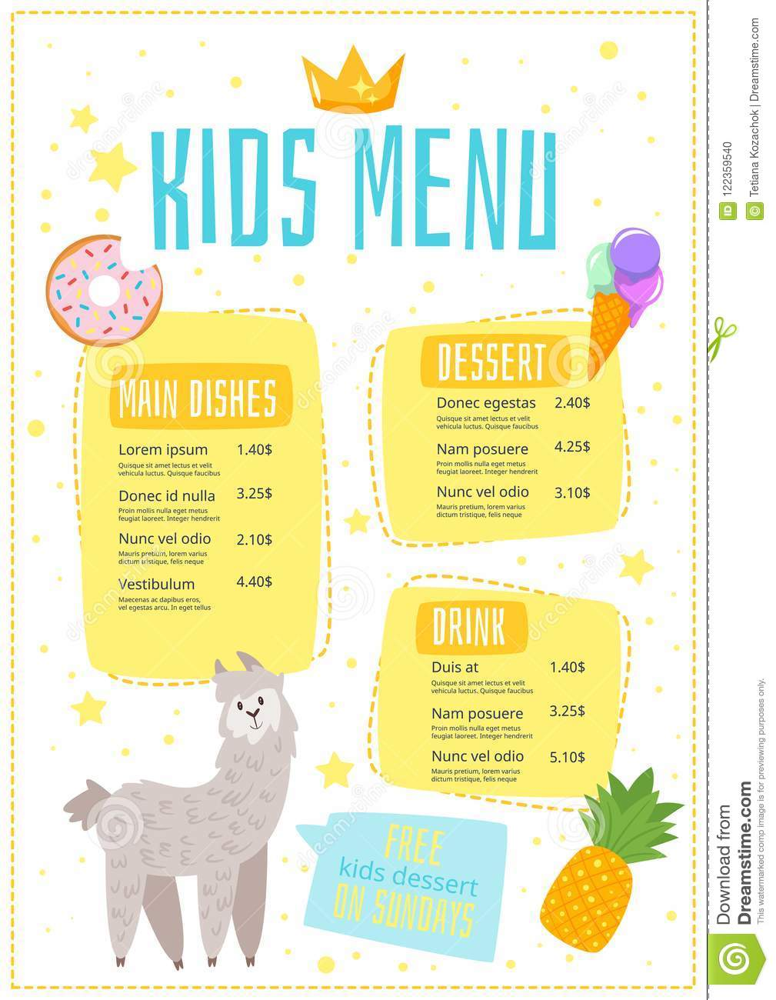 KIDS MENU
MAIN DISHES
Lorem ipsum 1.40$
Quisque sit amet lectus et velit
vehicula luctus. Quisque faucibus
Donec id nulla 3.25$
Proin mollis nulla eget metus
feugiat laoreet. Integer hendrerit
Nunc vel odio 2.10$
Mauris pretium, lorem varius
dictum tristique, felis neque
Vestibulum 4.40$
Maecenas ac dapibus eros,
vel egestas arcu. In eget tellus
DESSERT
Donec egestas 2.40$
Quisque sit amet lectus et velit
vehicula luctus. Quisque faucibus
Nam posuere 4.25$
Proin mollis nulla eget metus
feugiat laoreet. Integer hendrerit
Nunc vel odio 3.10$
Mauris pretium, lorem varius
dictum tristique, felis neque
DRINK
Duis at 1.40$
Quisque sit amet lectus et velit
vehicula luctus. Quisque faucibus
Nam posuere 3.25$
Proin mollis nulla eget metus
feugiat laoreet. Integer hendrerit
Nunc vel odio 5.10$
Mauris pretium, lorem varius
dictum tristique, felis neque
FREE
kids dessert
ON SUNDAYS
ID 122359540
© Tetiana Kozachok | Dreamstime.com
Download from
Dreamstime.com
This watermarked comp image is for previewing purposes only.